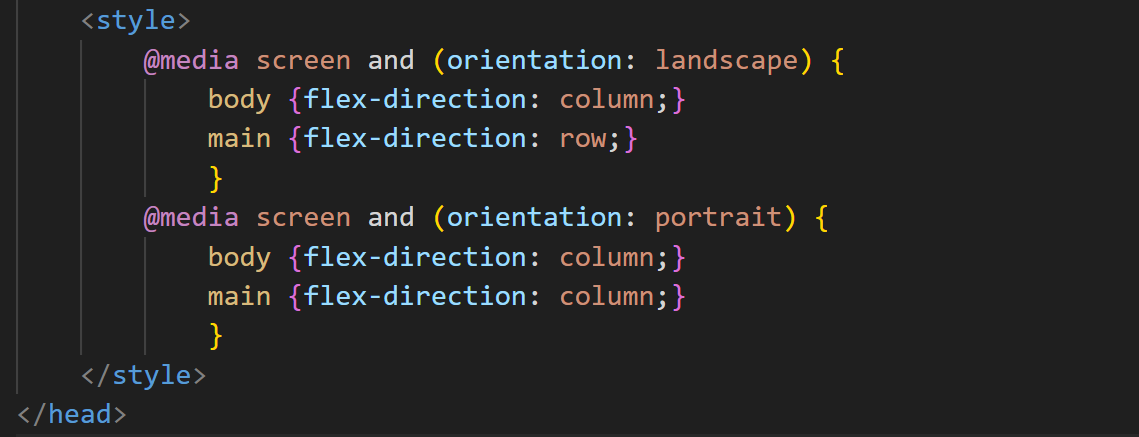 <style>
@media screen and (orientation: landscape) {
body {flex-direction: column;}
main {flex-direction: row;}
}
@media screen and (orientation: portrait) {
body {flex-direction: column;}
main {flex-direction: column;}
}
</style>
</head>